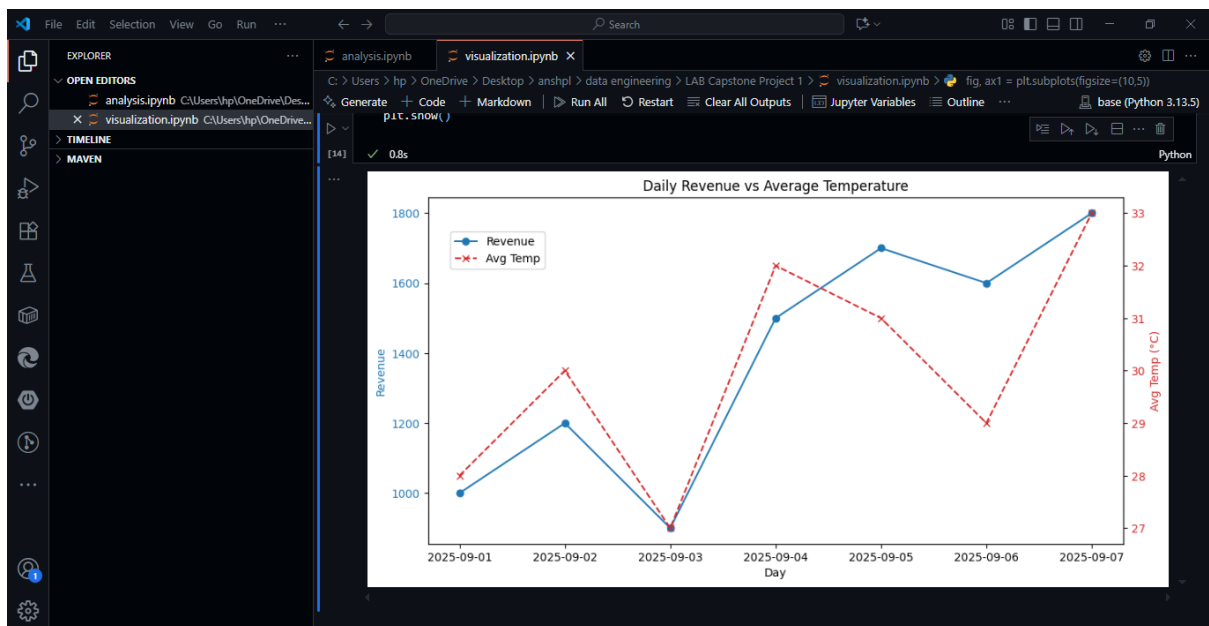 File Edit Selection View Go Run ···
Search
EXPLORER ···
OPEN EDITORS
analysis.ipynb C:\Users\hp\OneDrive\Des...
visualization.ipynb C:\Users\hp\OneDrive...
TIMELINE
MAVEN
1
analysis.ipynb visualization.ipynb
C: > Users > hp > OneDrive > Desktop > anshpl > data engineering > LAB Capstone Project 1 > visualization.ipynb > fig, ax1 = plt.subplots(figsize=(10,5))
Generate + Code + Markdown Run All Restart Clear All Outputs Jupyter Variables Outline ··· base (Python 3.13.5)
plt.show()
[14] 0.8s Python
Daily Revenue vs Average Temperature
Revenue
Avg Temp
1800
1600
1400
1200
1000
Revenue
33
32
31
30
29
28
27
Avg Temp (°C)
2025-09-01 2025-09-02 2025-09-03 2025-09-04 2025-09-05 2025-09-06 2025-09-07
Day